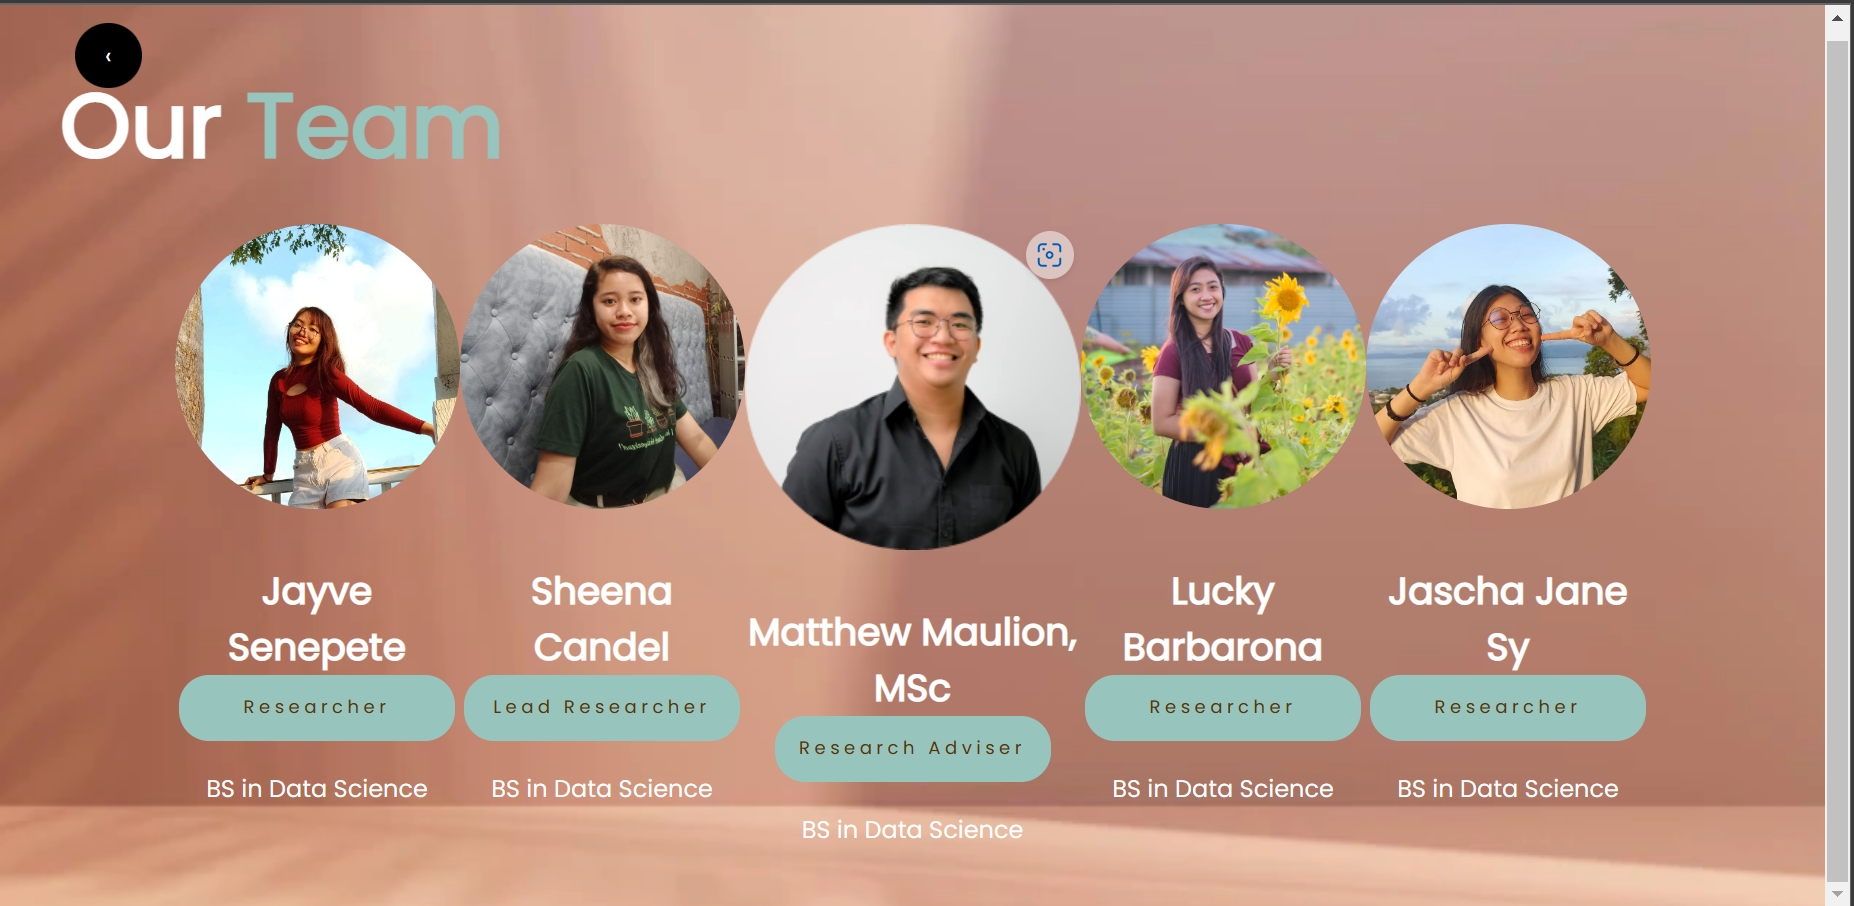 ‹
Our Team
Jayve
Senepete
Researcher
BS in Data Science
Sheena
Candel
Lead Researcher
BS in Data Science
Matthew Maulion,
MSc
Research Adviser
BS in Data Science
Lucky
Barbarona
Researcher
BS in Data Science
Jascha Jane
Sy
Researcher
BS in Data Science